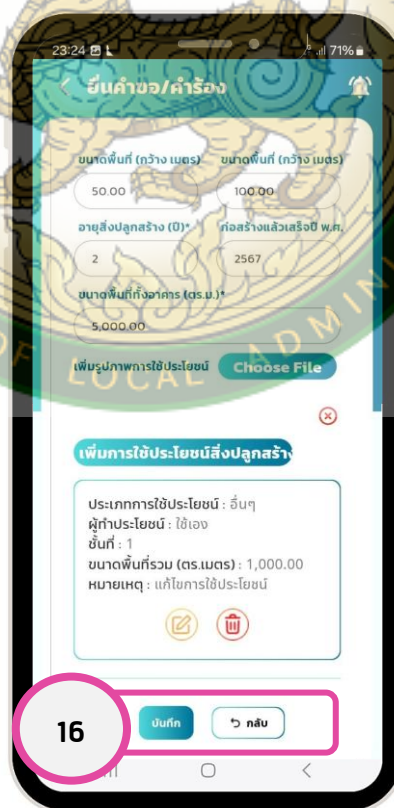 23:24 71%
ยื่นคำขอ/คำร้อง
ขนาดพื้นที่ (กว้าง เมตร) ขนาดพื้นที่ (กว้าง เมตร)
50.00 100.00
อายุสิ่งปลูกสร้าง (ปี)* ก่อสร้างแล้วเสร็จปี พ.ศ.
2 2567
ขนาดพื้นที่ทั้งอาคาร (ตร.ม.)*
5,000.00
OF LOCAL ADMIN
เพิ่มรูปภาพการใช้ประโยชน์ Choose File
เพิ่มการใช้ประโยชน์สิ่งปลูกสร้าง
ประเภทการใช้ประโยชน์ : อื่นๆ
ผู้ทำประโยชน์ : ใช้เอง
ชั้นที่ : 1
ขนาดพื้นที่รวม (ตร.เมตร) : 1,000.00
หมายเหตุ : แก้ไขการใช้ประโยชน์
16 บันทึก กลับ